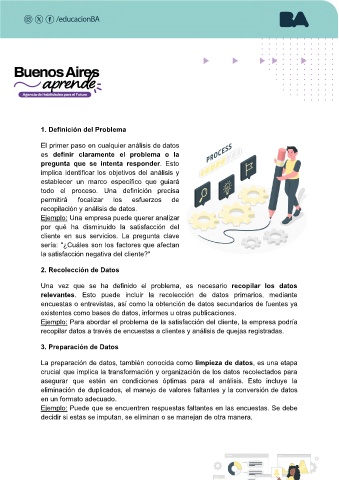 /educacionBA
BA
Buenos Aires
aprende
Agencia de Habilidades para el Futuro
1. Definición del Problema
El primer paso en cualquier análisis de datos
es definir claramente el problema o la
pregunta que se intenta responder. Esto
implica identificar los objetivos del análisis y
establecer un marco específico que guiará
todo el proceso. Una definición precisa
permitirá focalizar los esfuerzos de
recopilación y análisis de datos.
Ejemplo: Una empresa puede querer analizar
por qué ha disminuido la satisfacción del
cliente en sus servicios. La pregunta clave
sería: "¿Cuáles son los factores que afectan
la satisfacción negativa del cliente?"
PROCESS
2. Recolección de Datos
Una vez que se ha definido el problema, es necesario recopilar los datos
relevantes. Esto puede incluir la recolección de datos primarios, mediante
encuestas o entrevistas, así como la obtención de datos secundarios de fuentes ya
existentes como bases de datos, informes u otras publicaciones.
Ejemplo: Para abordar el problema de la satisfacción del cliente, la empresa podría
recopilar datos a través de encuestas a clientes y análisis de quejas registradas.
3. Preparación de Datos
La preparación de datos, también conocida como limpieza de datos, es una etapa
crucial que implica la transformación y organización de los datos recolectados para
asegurar que estén en condiciones óptimas para el análisis. Esto incluye la
eliminación de duplicados, el manejo de valores faltantes y la conversión de datos
en un formato adecuado.
Ejemplo: Puede que se encuentren respuestas faltantes en las encuestas. Se debe
decidir si estas se imputan, se eliminan o se manejan de otra manera.